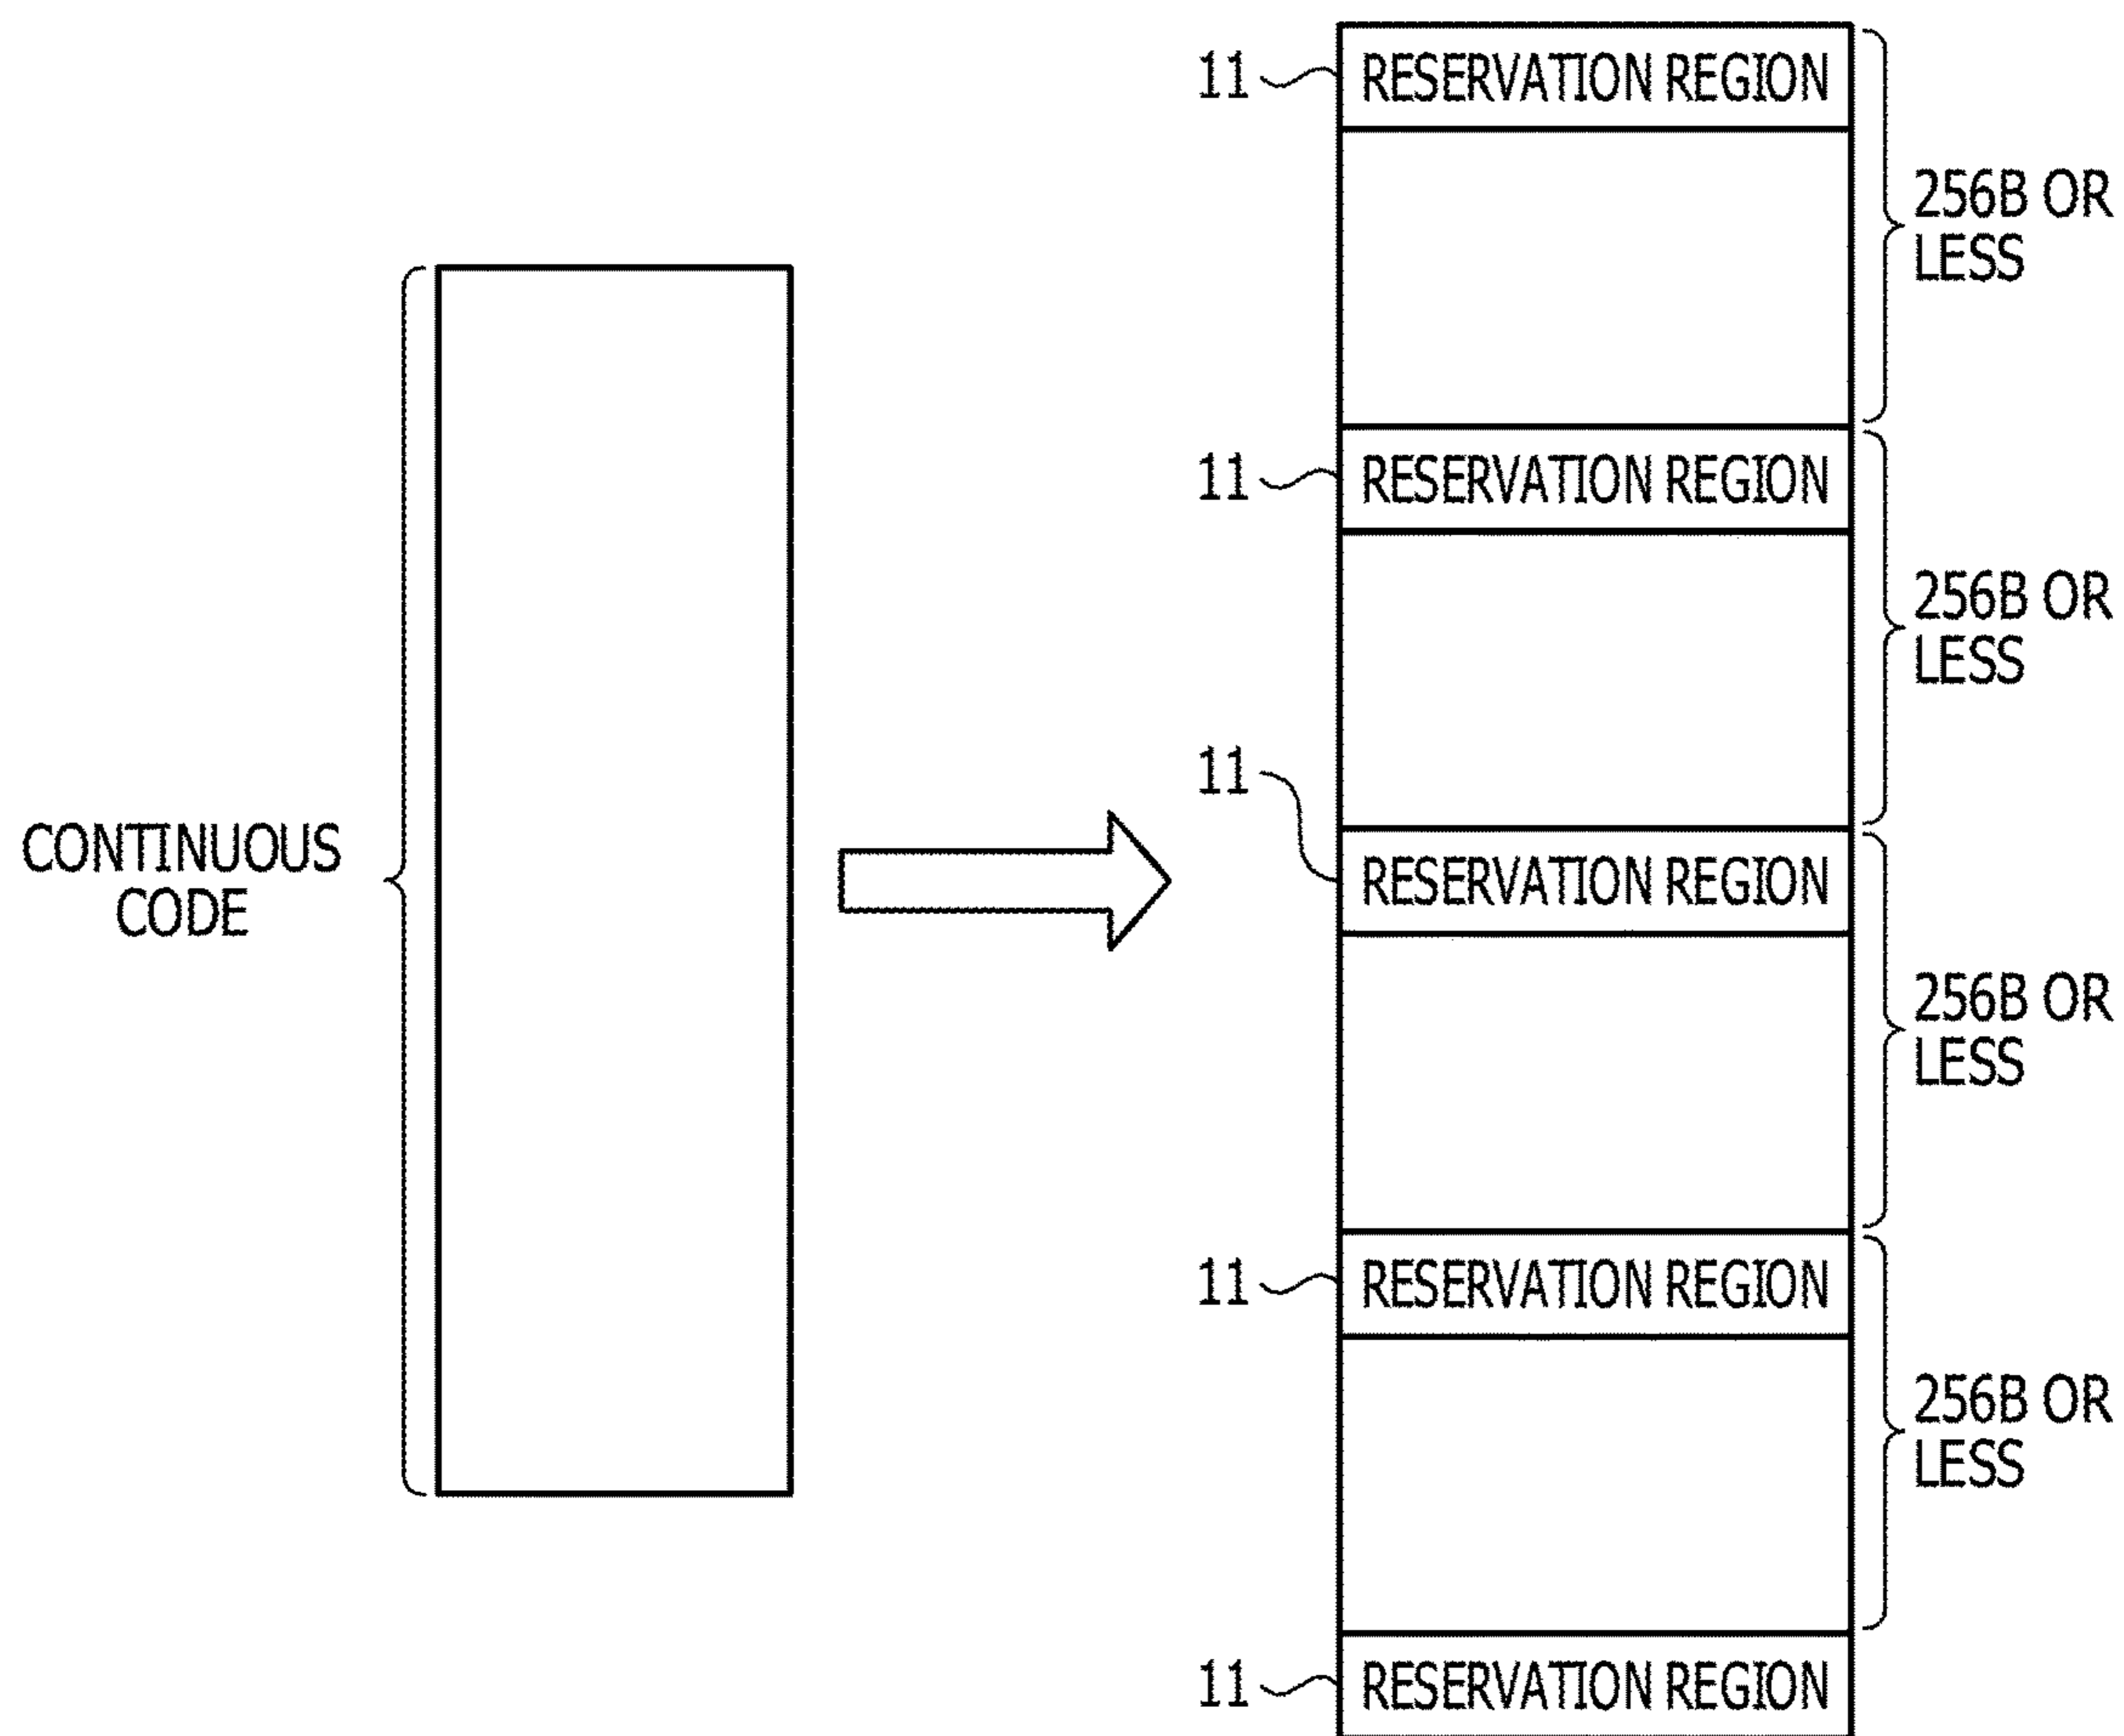 CONTINUOUS
CODE
11
RESERVATION REGION
256B OR
LESS
11
RESERVATION REGION
256B OR
LESS
11
RESERVATION REGION
256B OR
LESS
11
RESERVATION REGION
256B OR
LESS
11
RESERVATION REGION